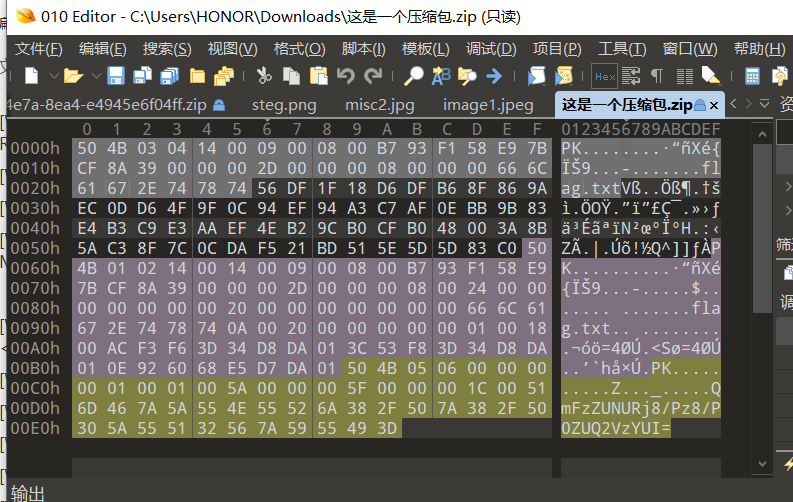 010 Editor - C:\Users\HONOR\Downloads\这是一个压缩包.zip (只读)
文件(F) 编辑(E) 搜索(S) 视图(V) 格式(O) 脚本(I) 模板(L) 调试(D) 项目(P) 工具(T) 窗口(W) 帮助(H)
Hex
4e7a-8ea4-e4945e6f04ff.zip steg.png misc2.jpg image1.jpeg 这是一个压缩包.zip
0 1 2 3 4 5 6 7 8 9 A B C D E F 0123456789ABCDEF
0000h 50 4B 03 04 14 00 09 00 08 00 B7 93 F1 58 E9 7B PK........·“ñXé{
0010h CF 8A 39 00 00 00 2D 00 00 00 08 00 00 00 66 6C ÏŠ9...-.......fl
0020h 61 67 2E 74 78 74 56 DF 1F 18 D6 DF B6 8F 86 9A ag.txtVß..Öß¶.†š
0030h EC 0D D6 4F 9F 0C 94 EF 94 A3 C7 AF 0E BB 9B 83 ì.ÖOŸ.”ï”£Ç¯.»›ƒ
0040h E4 B3 C9 E3 AA EF 4E B2 9C B0 CF B0 48 00 3A 8B ä³Éãªï​N²œ°Ï°H.:‹
0050h 5A C3 8F 7C 0C DA F5 21 BD 51 5E 5D 5D 83 C0 50 ZÃ.|.Úõ!½Q^]]ƒÀP
0060h 4B 01 02 14 00 14 00 09 00 08 00 B7 93 F1 58 E9 K..........·“ñXé
0070h 7B CF 8A 39 00 00 00 2D 00 00 00 08 00 24 00 00 {ÏŠ9...-.....$..
0080h 00 00 00 00 00 20 00 00 00 00 00 00 00 66 6C 61 ..... .......fla
0090h 67 2E 74 78 74 0A 00 20 00 00 00 00 00 01 00 18 g.txt.. ........
00A0h 00 AC F3 F6 3D 34 D8 DA 01 3C 53 F8 3D 34 D8 DA .¬óö=4ØÚ.<Sø=4ØÚ
00B0h 01 0E 92 60 68 E5 D7 DA 01 50 4B 05 06 00 00 00 ..’`hå×Ú.PK.....
00C0h 00 01 00 01 00 5A 00 00 00 5F 00 00 00 1C 00 51 .....Z..._.....Q
00D0h 6D 46 7A 5A 55 4E 55 52 6A 38 2F 50 7A 38 2F 50 mFzZUNURj8/Pz8/P
00E0h 30 5A 55 51 32 56 7A 59 55 49 3D 0ZUQ2VzYUI=
输出